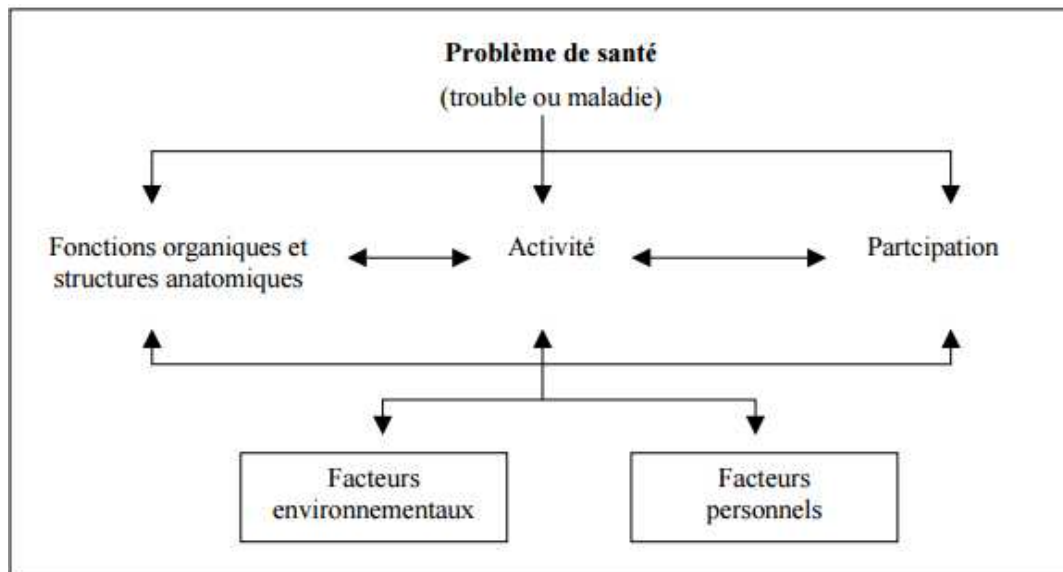 Problème de santé
(trouble ou maladie)
Fonctions organiques et
structures anatomiques
Activité
Partcipation
Facteurs
environnementaux
Facteurs
personnels